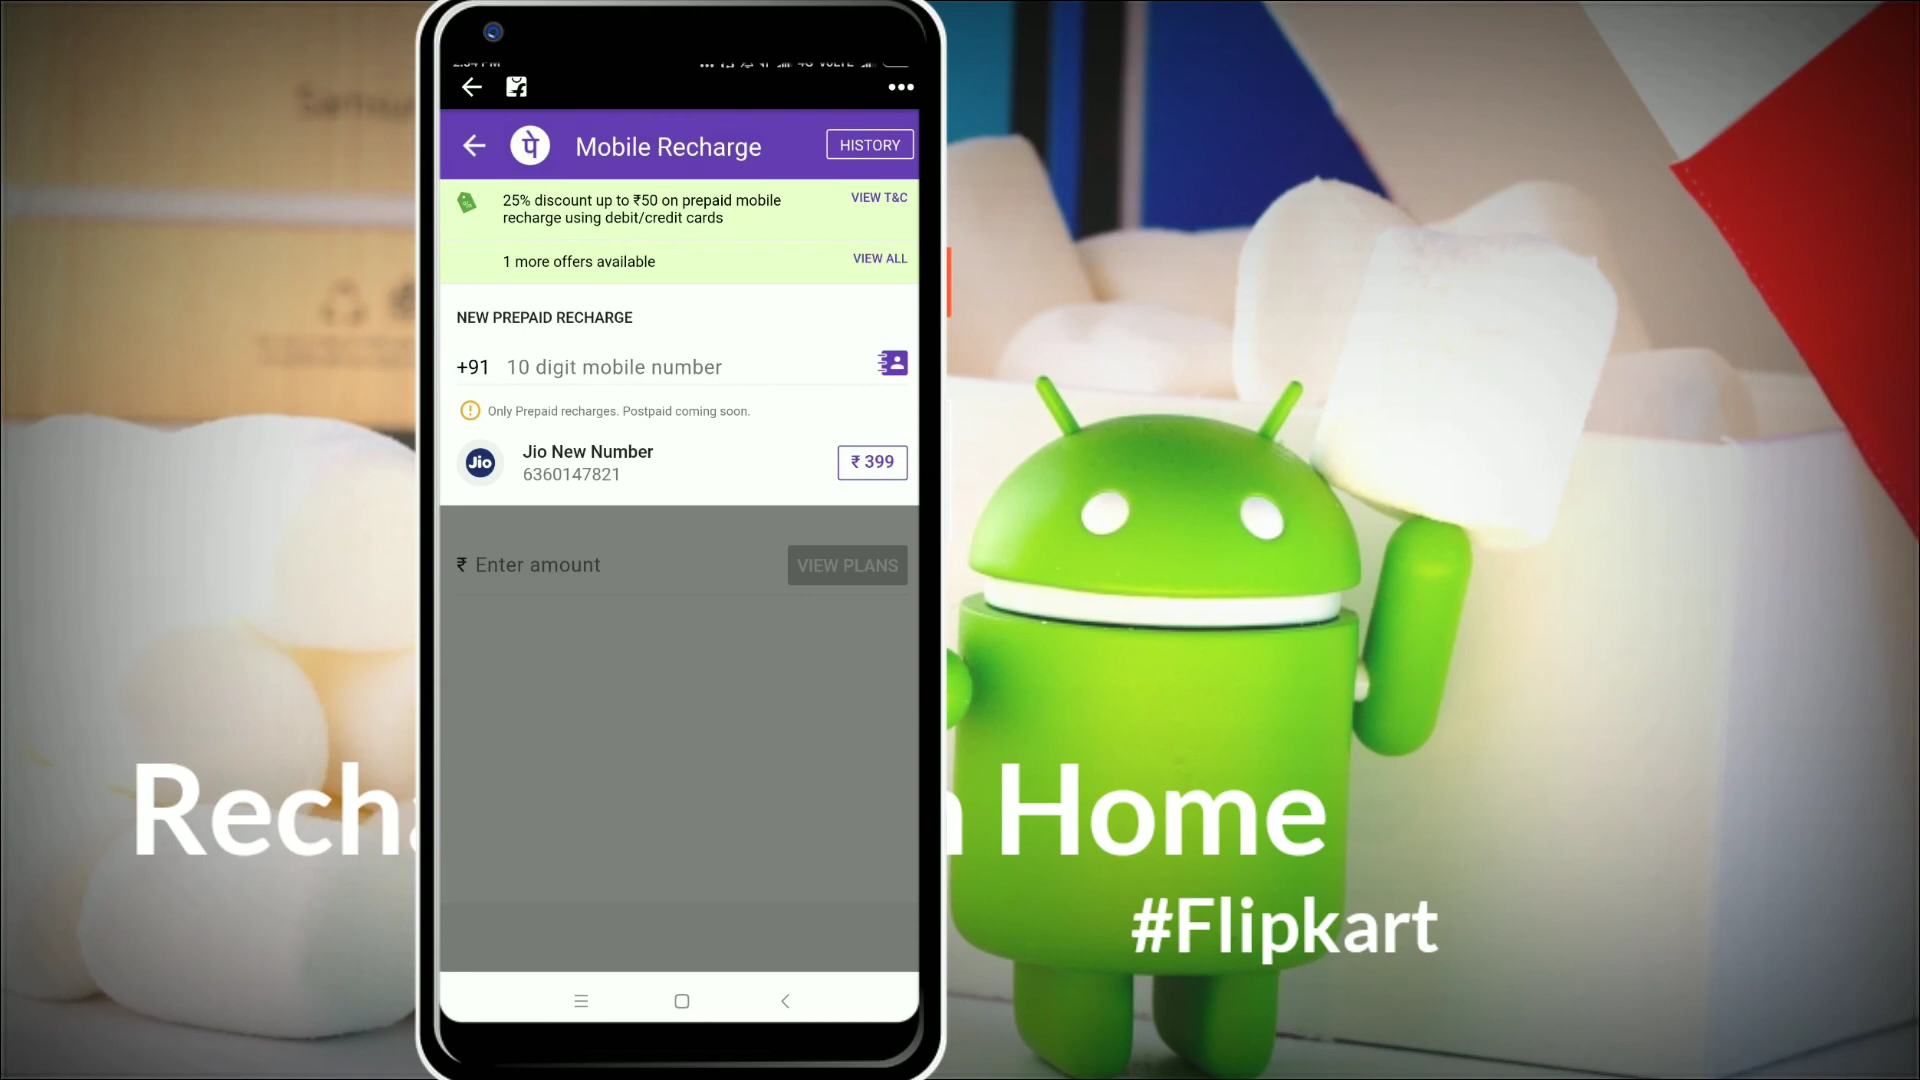 Mobile Recharge
HISTORY
25% discount up to ₹50 on prepaid mobile
recharge using debit/credit cards
VIEW T&C
1 more offers available
VIEW ALL
NEW PREPAID RECHARGE
+91 10 digit mobile number
Only Prepaid recharges. Postpaid coming soon.
Jio
Jio New Number
6360147821
₹ 399
₹ Enter amount
VIEW PLANS
Home
#Flipkart